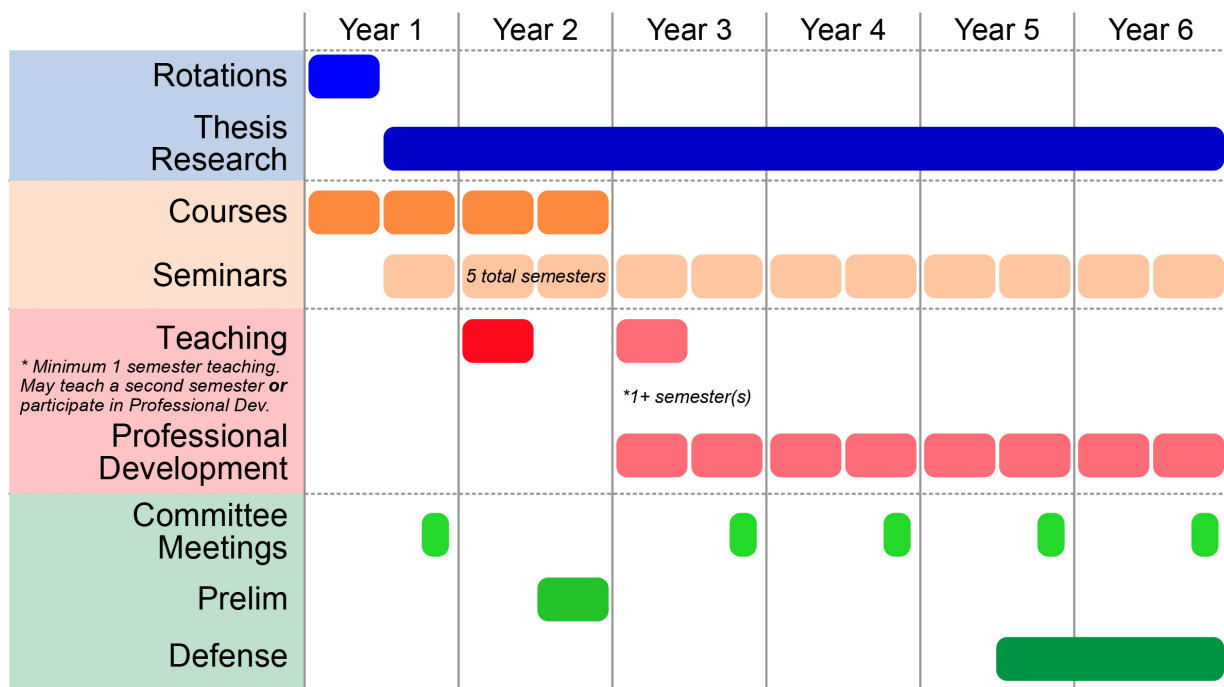 Year 1 Year 2 Year 3 Year 4 Year 5 Year 6
Rotations
Thesis
Research
Courses
Seminars
5 total semesters
Teaching
* Minimum 1 semester teaching.
May teach a second semester or
participate in Professional Dev.
*1+ semester(s)
Professional
Development
Committee
Meetings
Prelim
Defense